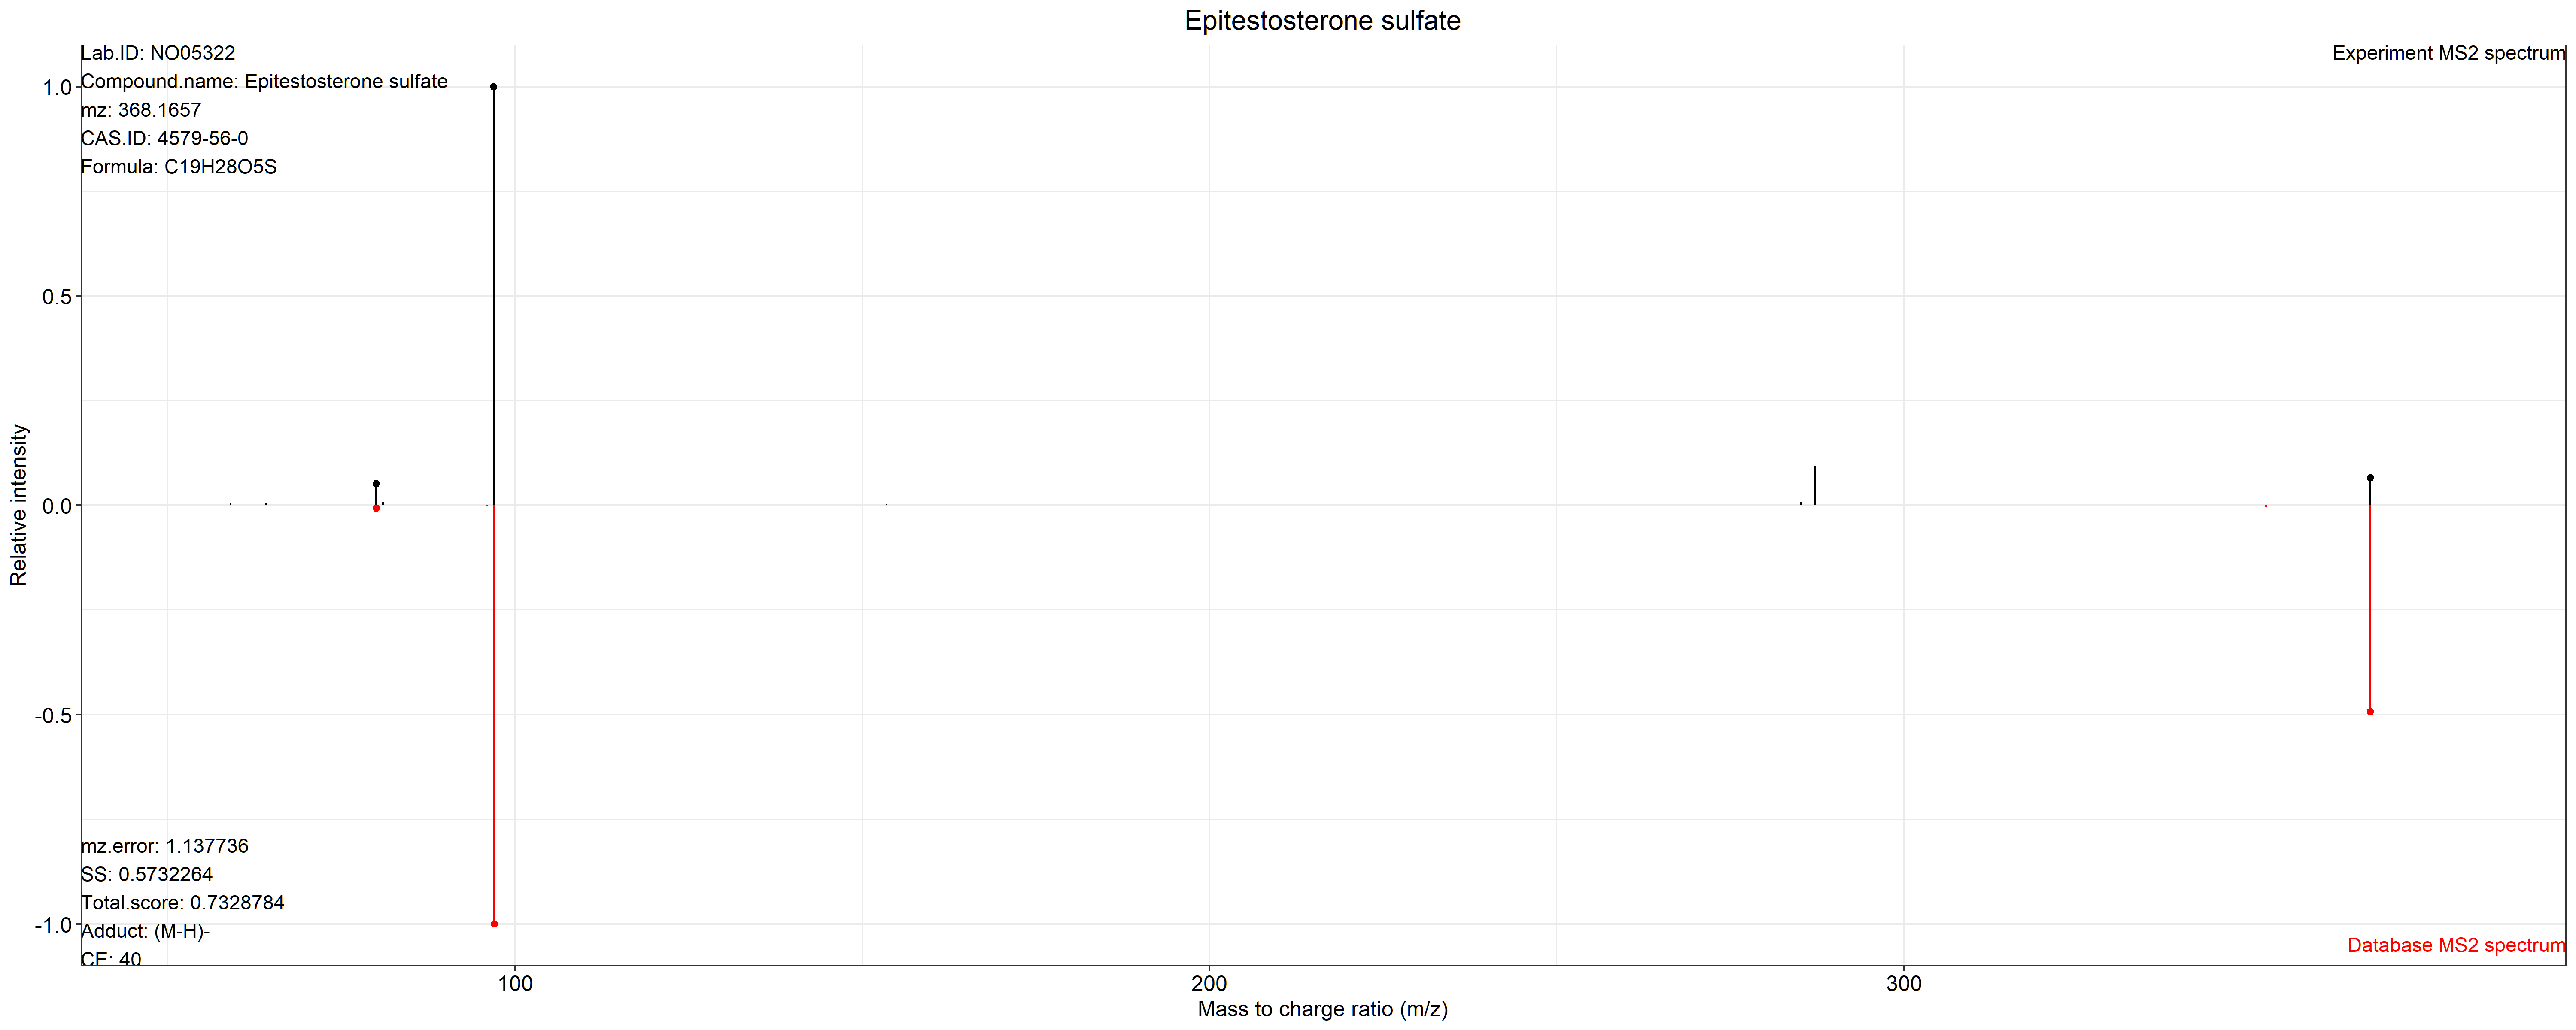 Epitestosterone sulfate
Lab.ID: NO05322
Experiment MS2 spectrum
Compound.name: Epitestosterone sulfate
mz: 368.1657
CAS.ID: 4579-56-0
Formula: C19H28O5S
1.0
0.5
0.0
-0.5
-1.0
Relative intensity
mz.error: 1.137736
SS: 0.5732264
Total.score: 0.7328784
Adduct: (M-H)-
CE: 40
Database MS2 spectrum
100
200
300
Mass to charge ratio (m/z)